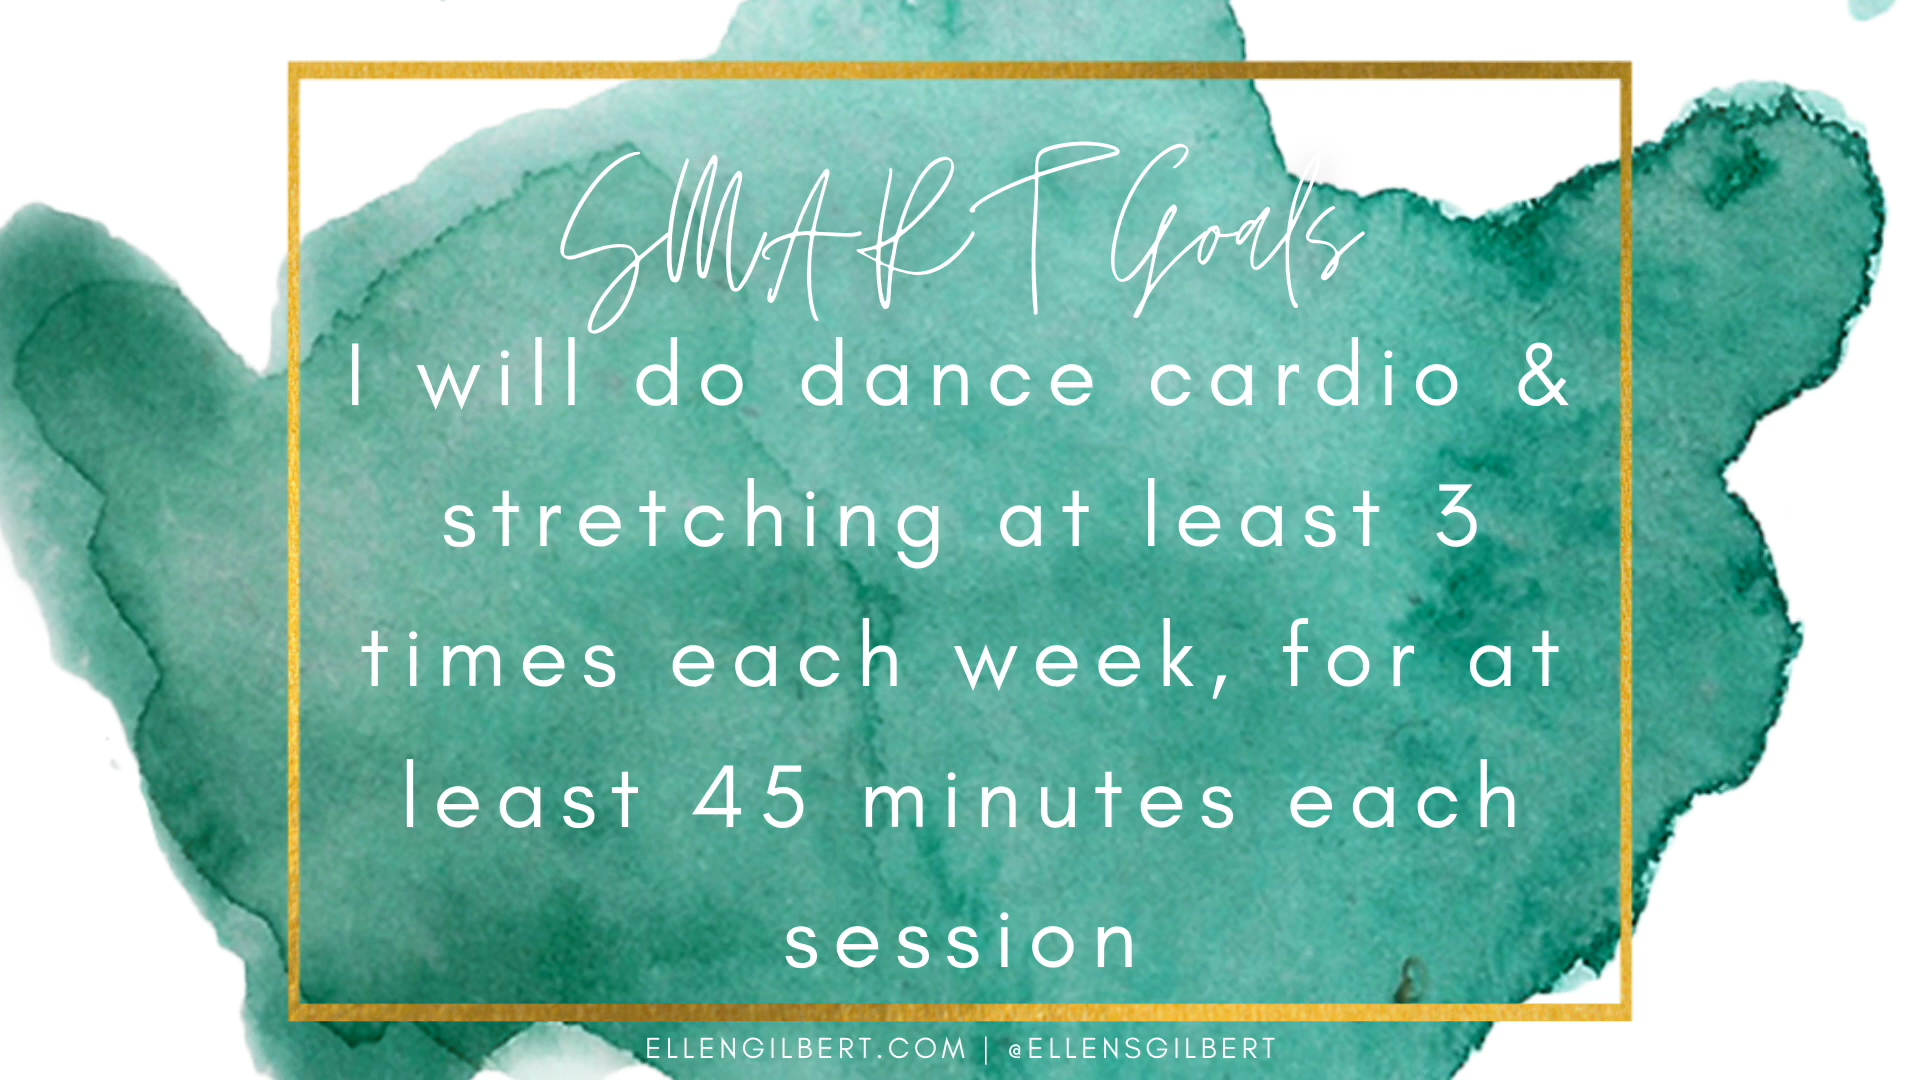 SMART Goals
I will do dance cardio &
stretching at least 3
times each week, for at
least 45 minutes each
session
ELLENGILBERT.COM | @ELLENSGILBERT